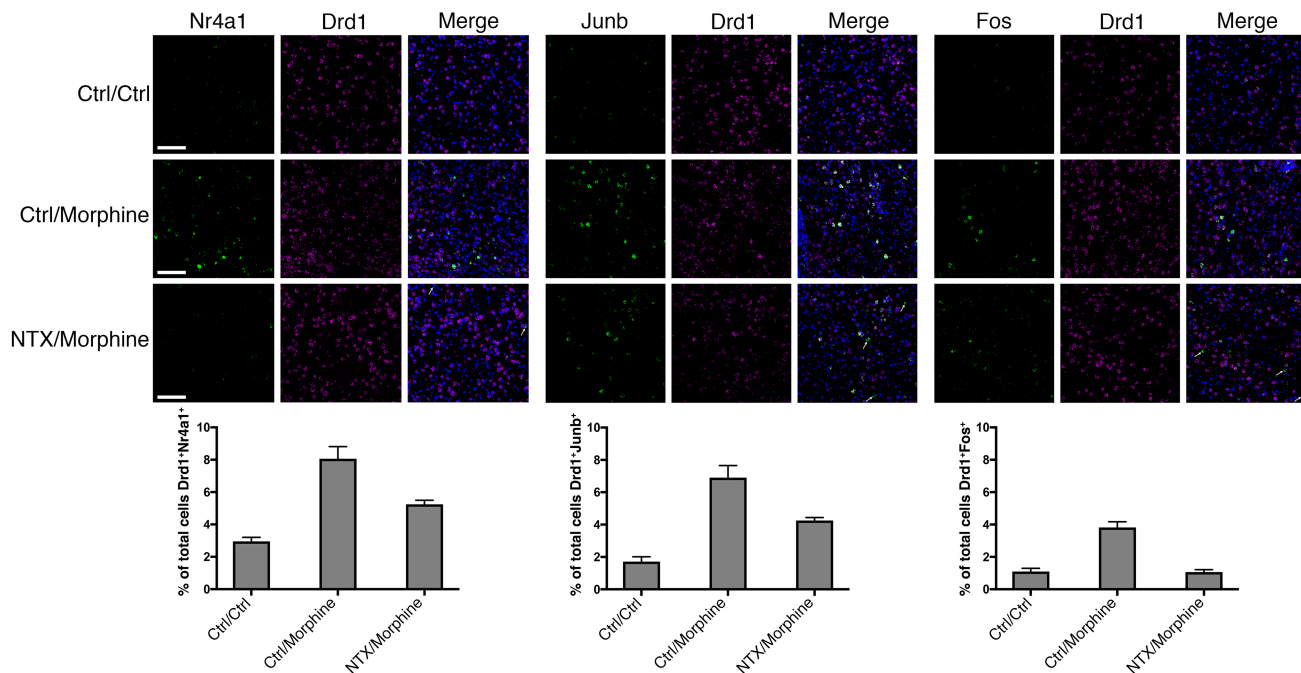 Nr4a1 Drd1 Merge Junb Drd1 Merge Fos Drd1 Merge
Ctrl/Ctrl
Ctrl/Morphine
NTX/Morphine
% of total cells Drd1⁺Nr4a1⁺
10
8
6
4
2
0
Ctrl/Ctrl
Ctrl/Morphine
NTX/Morphine
% of total cells Drd1⁺Junb⁺
10
8
6
4
2
0
Ctrl/Ctrl
Ctrl/Morphine
NTX/Morphine
% of total cells Drd1⁺Fos⁺
10
8
6
4
2
0
Ctrl/Ctrl
Ctrl/Morphine
NTX/Morphine